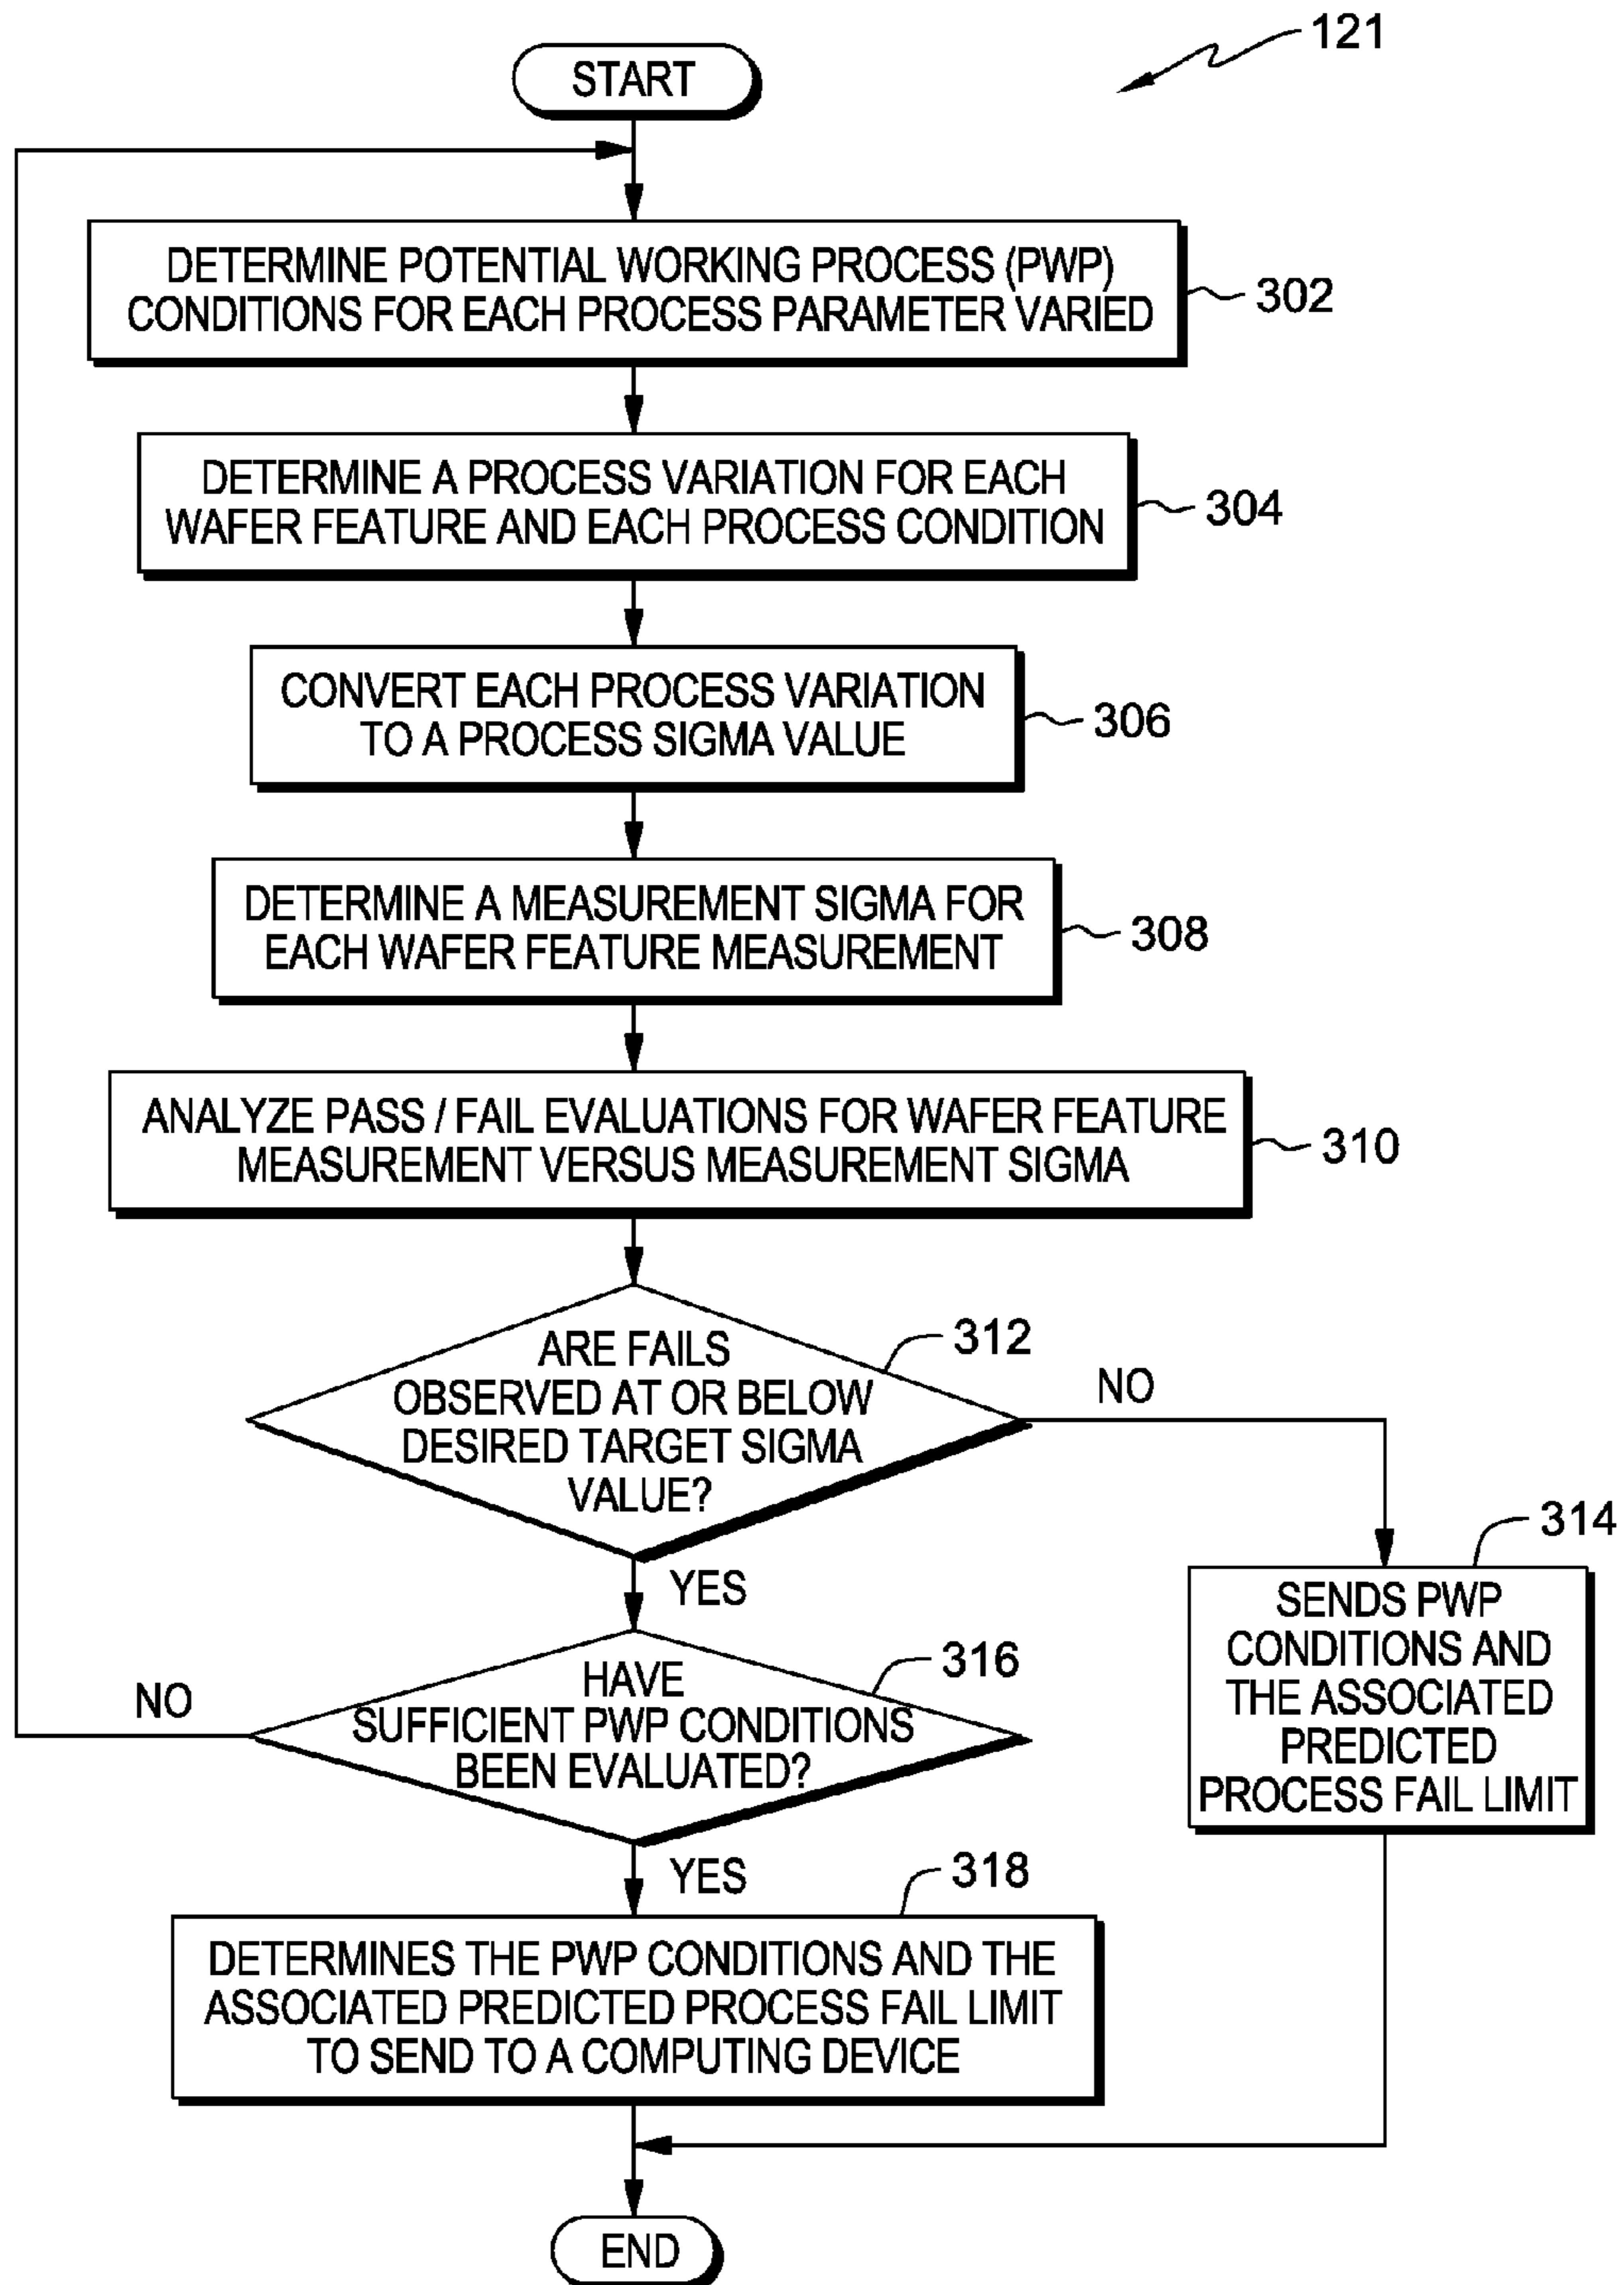 121
START
DETERMINE POTENTIAL WORKING PROCESS (PWP)
CONDITIONS FOR EACH PROCESS PARAMETER VARIED
302
DETERMINE A PROCESS VARIATION FOR EACH
WAFER FEATURE AND EACH PROCESS CONDITION
304
CONVERT EACH PROCESS VARIATION
TO A PROCESS SIGMA VALUE
306
DETERMINE A MEASUREMENT SIGMA FOR
EACH WAFER FEATURE MEASUREMENT
308
ANALYZE PASS / FAIL EVALUATIONS FOR WAFER FEATURE
MEASUREMENT VERSUS MEASUREMENT SIGMA
310
ARE FAILS
OBSERVED AT OR BELOW
DESIRED TARGET SIGMA
VALUE?
312
NO
YES
314
SENDS PWP
CONDITIONS AND
THE ASSOCIATED
PREDICTED
PROCESS FAIL LIMIT
HAVE
SUFFICIENT PWP CONDITIONS
BEEN EVALUATED?
316
NO
YES
318
DETERMINES THE PWP CONDITIONS AND THE
ASSOCIATED PREDICTED PROCESS FAIL LIMIT
TO SEND TO A COMPUTING DEVICE
END